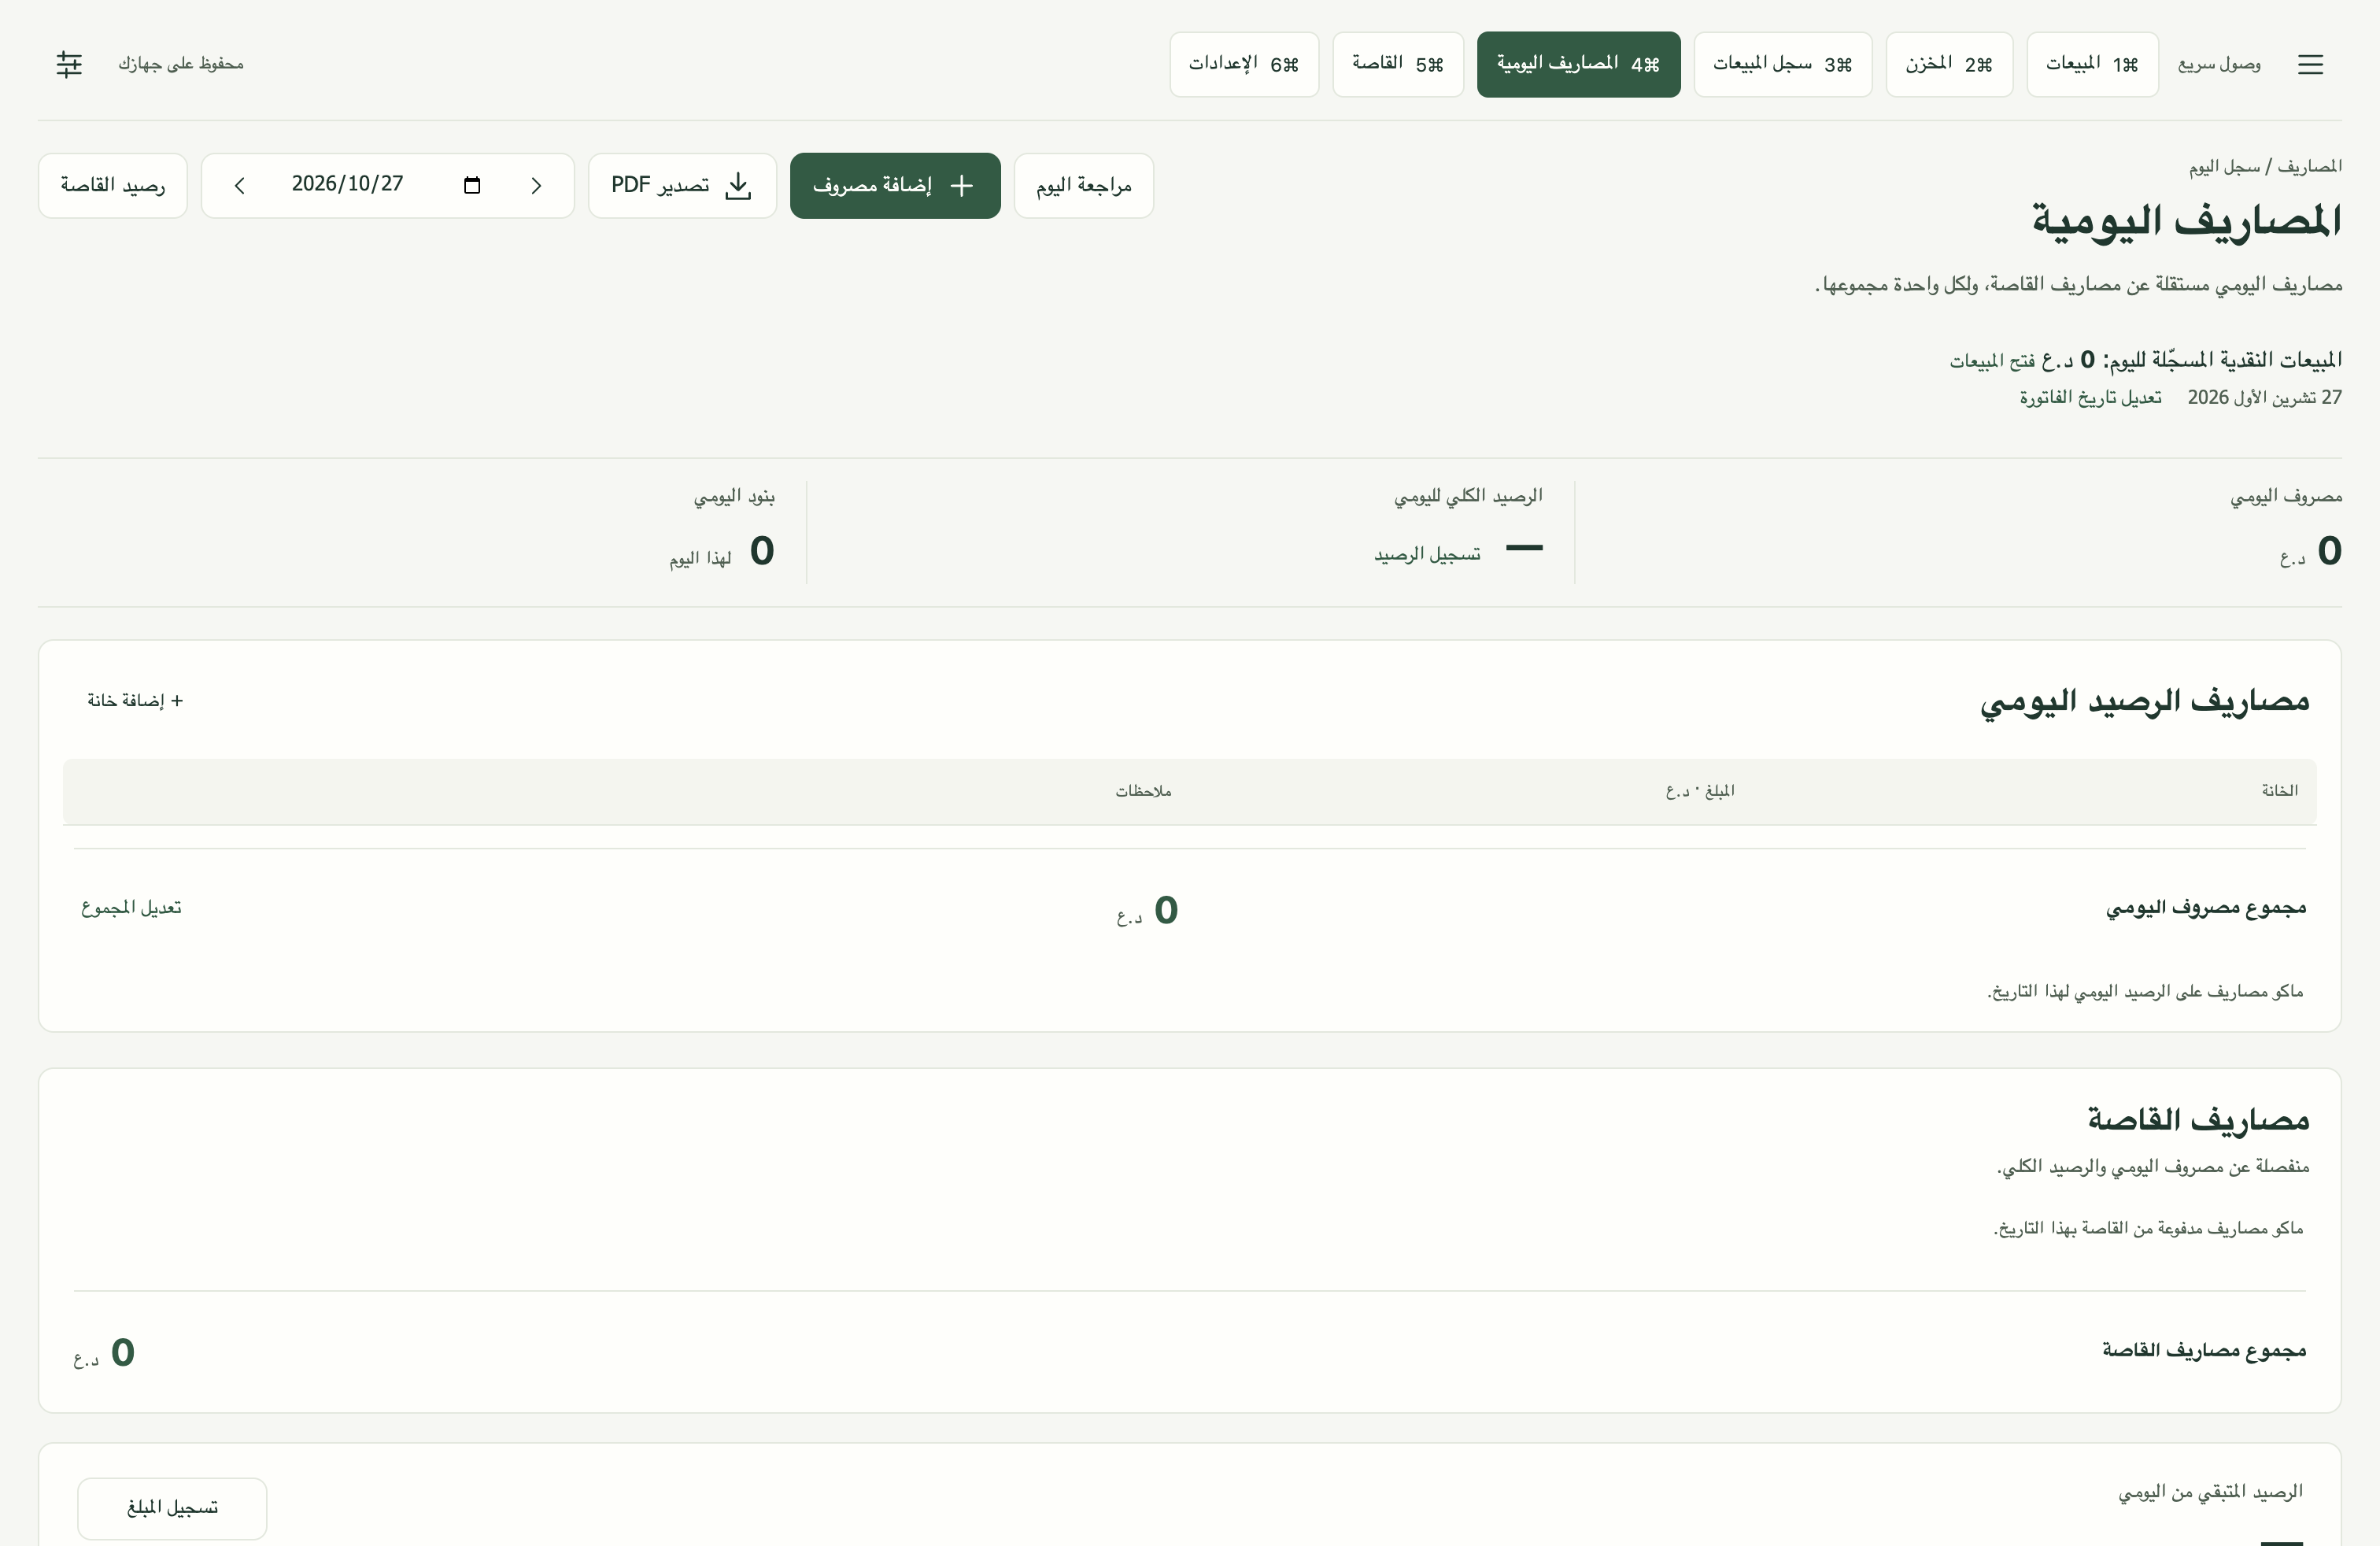 وصول سريع
⌘1 المبيعات
⌘2 المخزن
⌘3 سجل المبيعات
⌘4 المصاريف اليومية
⌘5 القاصة
⌘6 الإعدادات
محفوظ على جهازك
المصاريف / سجل اليوم
المصاريف اليومية
مصاريف اليومي مستقلة عن مصاريف القاصة، ولكل واحدة مجموعها.
مراجعة اليوم
إضافة مصروف
تصدير PDF
2026/10/27
رصيد القاصة
المبيعات النقدية المسجّلة لليوم: 0 د.ع فتح المبيعات
27 تشرين الأول 2026 تعديل تاريخ الفاتورة
مصروف اليومي
0 د.ع
الرصيد الكلي لليومي
— تسجيل الرصيد
بنود اليومي
0 لهذا اليوم
مصاريف الرصيد اليومي
+ إضافة خانة
الخانة
المبلغ · د.ع
ملاحظات
مجموع مصروف اليومي
0 د.ع
تعديل المجموع
ماكو مصاريف على الرصيد اليومي لهذا التاريخ.
مصاريف القاصة
منفصلة عن مصروف اليومي والرصيد الكلي.
ماكو مصاريف مدفوعة من القاصة بهذا التاريخ.
مجموع مصاريف القاصة
0 د.ع
الرصيد المتبقي من اليومي
تسجيل المبلغ